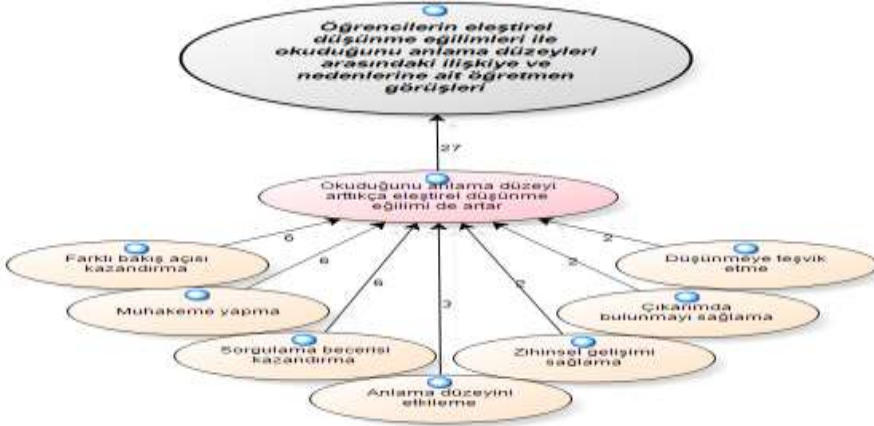 Öğrencilerin eleştirel
düşünme eğilimleri ile
okuduğunu anlama düzeyleri
arasındaki ilişkiye ve
nedenlerine ait öğretmen
görüşleri
27
Okuduğunu anlama düzeyi
arttıkça eleştirel düşünme
eğilimi de artar
6
6
6
3
2
2
2
Farklı bakış açısı
kazandırma
Düşünmeye teşvik
etme
Muhakeme yapma
Çıkarımda
bulunmayı sağlama
Sorgulama becerisi
kazandırma
Zihinsel gelişimi
sağlama
Anlama düzeyini
etkileme